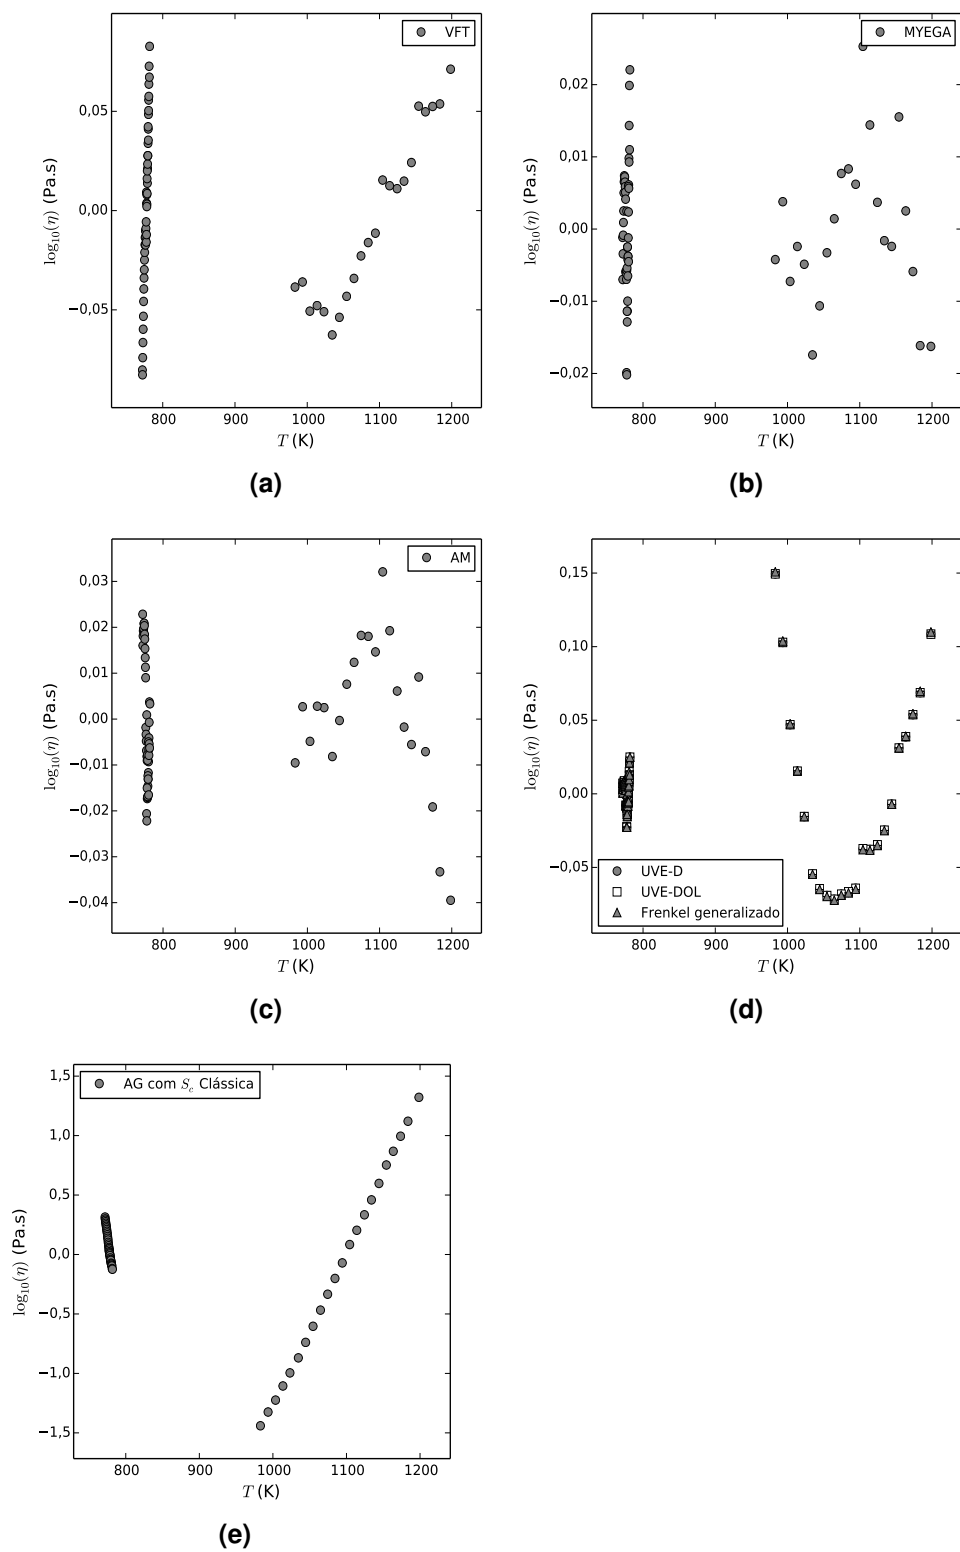 VFT
0,05
0,00
−0,05
log₁₀(η) (Pa.s)
800 900 1000 1100 1200
T (K)
(a)
MYEGA
0,02
0,01
0,00
−0,01
−0,02
log₁₀(η) (Pa.s)
800 900 1000 1100 1200
T (K)
(b)
AM
0,03
0,02
0,01
0,00
−0,01
−0,02
−0,03
−0,04
log₁₀(η) (Pa.s)
800 900 1000 1100 1200
T (K)
(c)
0,15
0,10
0,05
0,00
−0,05
log₁₀(η) (Pa.s)
UVE-D
UVE-DOL
Frenkel generalizado
800 900 1000 1100 1200
T (K)
(d)
AG com S꜀ Clássica
1,5
1,0
0,5
0,0
−0,5
−1,0
−1,5
log₁₀(η) (Pa.s)
800 900 1000 1100 1200
T (K)
(e)